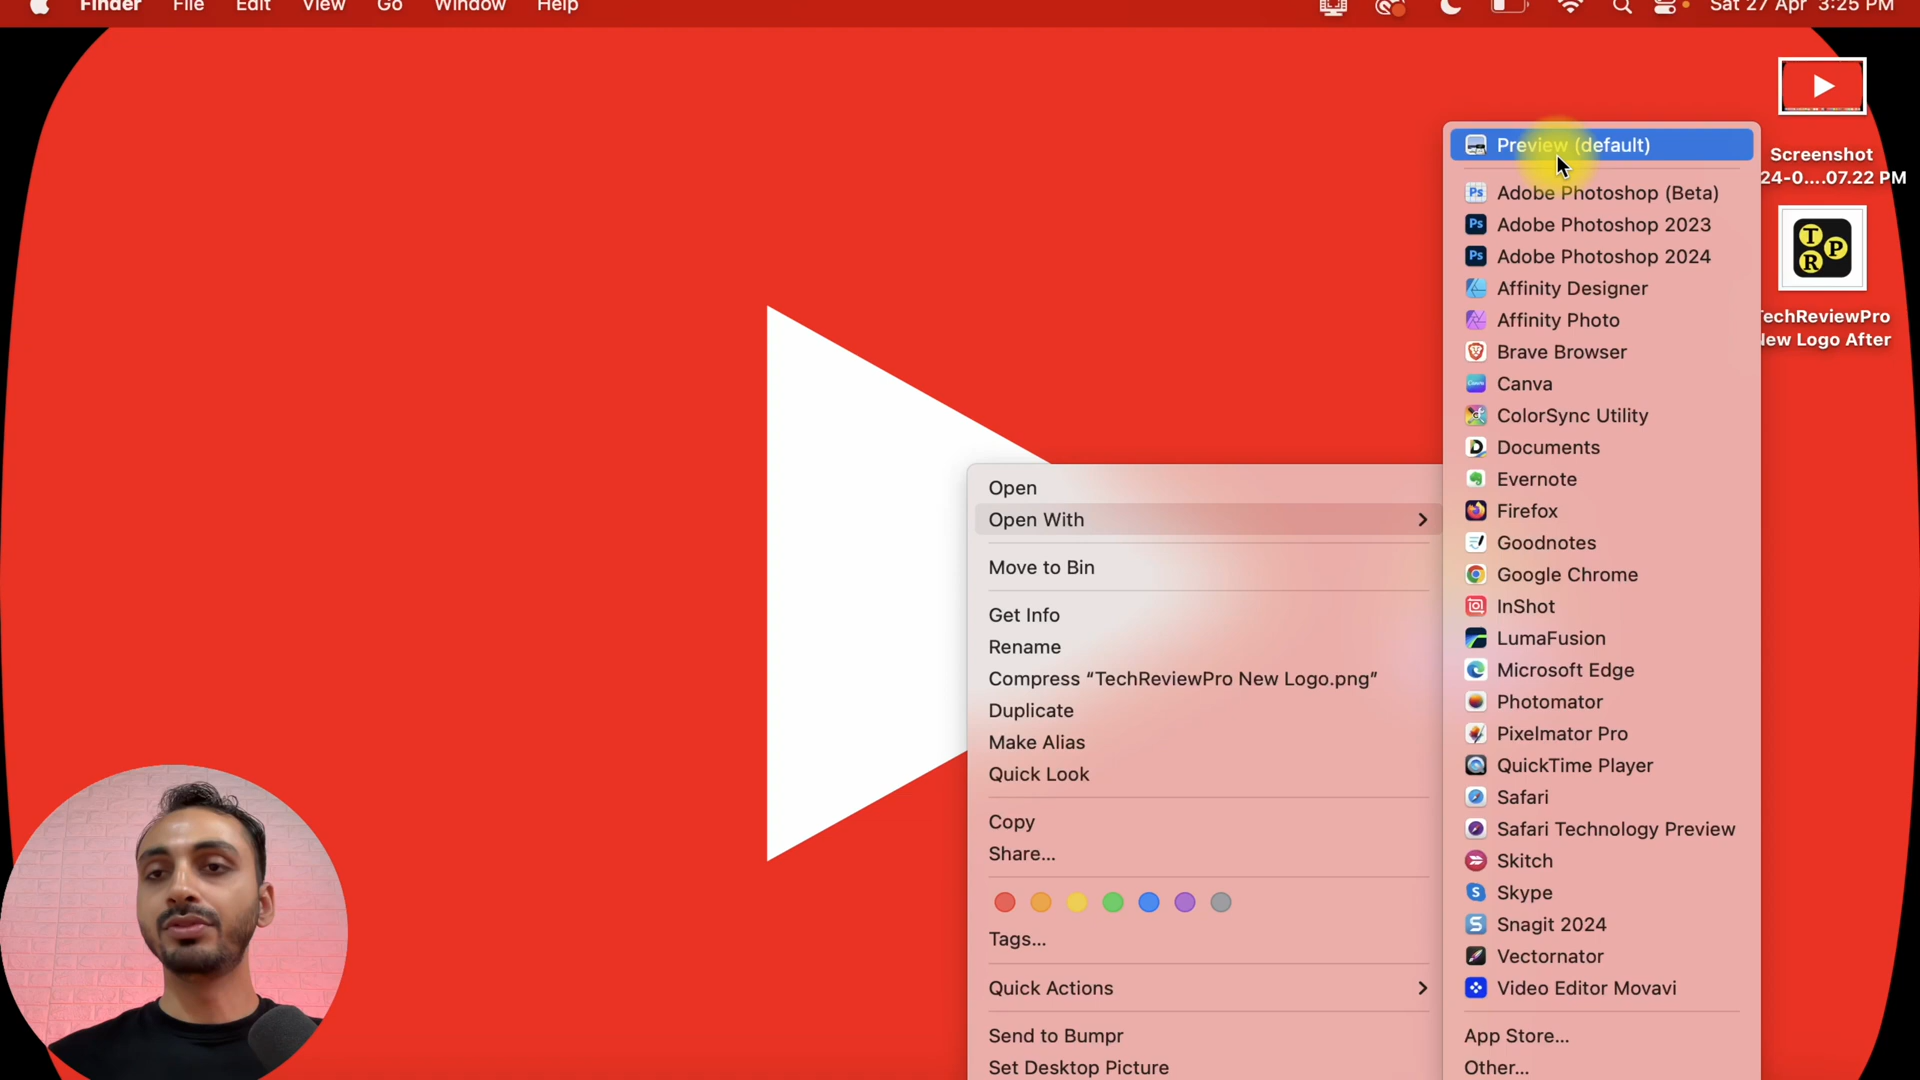 Finder File Edit View Go Window Help
Sat 27 Apr 3:25 PM
Screenshot
24-0....07.22 PM
T
P
R
TechReviewPro
New Logo After
Open
Open With
Move to Bin
Get Info
Rename
Compress “TechReviewPro New Logo.png”
Duplicate
Make Alias
Quick Look
Copy
Share...
Tags...
Quick Actions
Send to Bumpr
Set Desktop Picture
Preview (default)
Ps Adobe Photoshop (Beta)
Ps Adobe Photoshop 2023
Ps Adobe Photoshop 2024
Affinity Designer
Affinity Photo
Brave Browser
Canva
ColorSync Utility
Documents
Evernote
Firefox
Goodnotes
Google Chrome
InShot
LumaFusion
Microsoft Edge
Photomator
Pixelmator Pro
QuickTime Player
Safari
Safari Technology Preview
Skitch
S Skype
S Snagit 2024
Vectornator
Video Editor Movavi
App Store...
Other...